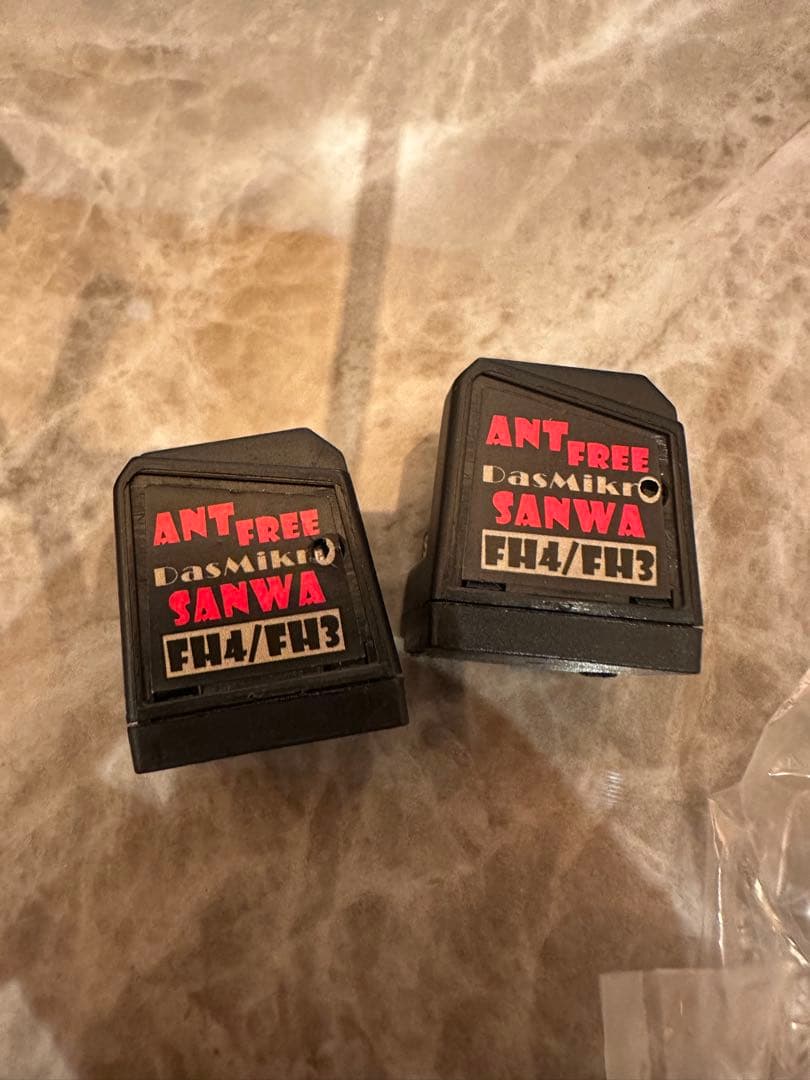 ANT FREE
DasMikro
SANWA
FH4/FH3
ANT FREE
DasMikro
SANWA
FH4/FH3